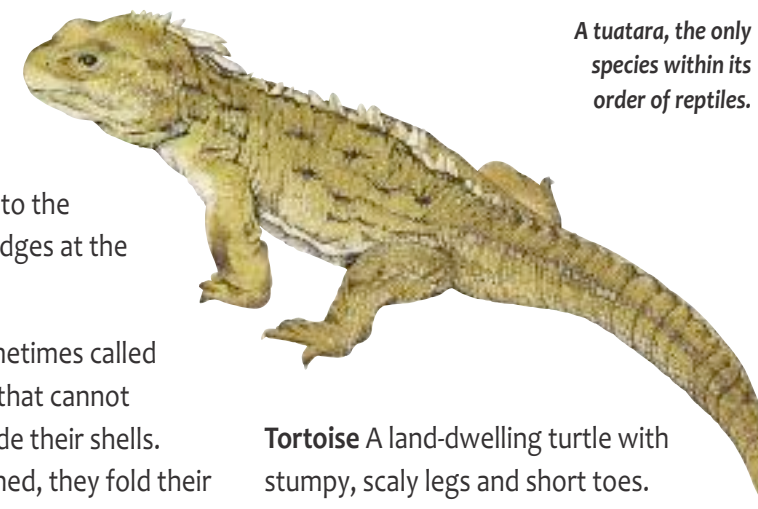 A tuatara, the only
species within its
order of reptiles.
to the
dges at the
metimes called
that cannot
de their shells.
ned, they fold their
Tortoise A land-dwelling turtle with
stumpy, scaly legs and short toes.